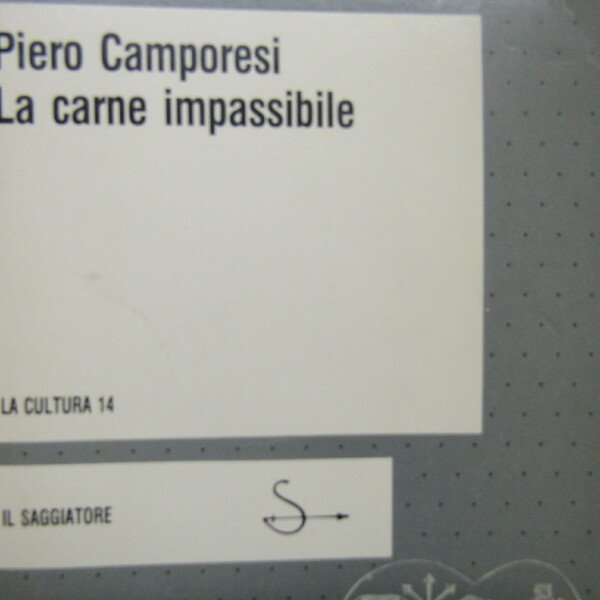 Piero Camporesi
La carne impassibile
LA CULTURA 14
IL SAGGIATORE